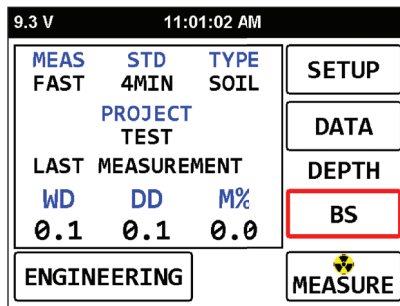 9.3 V 11:01:02 AM
MEAS STD TYPE
FAST 4MIN SOIL
PROJECT
TEST
LAST MEASUREMENT
WD DD M%
0.1 0.1 0.0
ENGINEERING
SETUP
DATA
DEPTH
BS
MEASURE